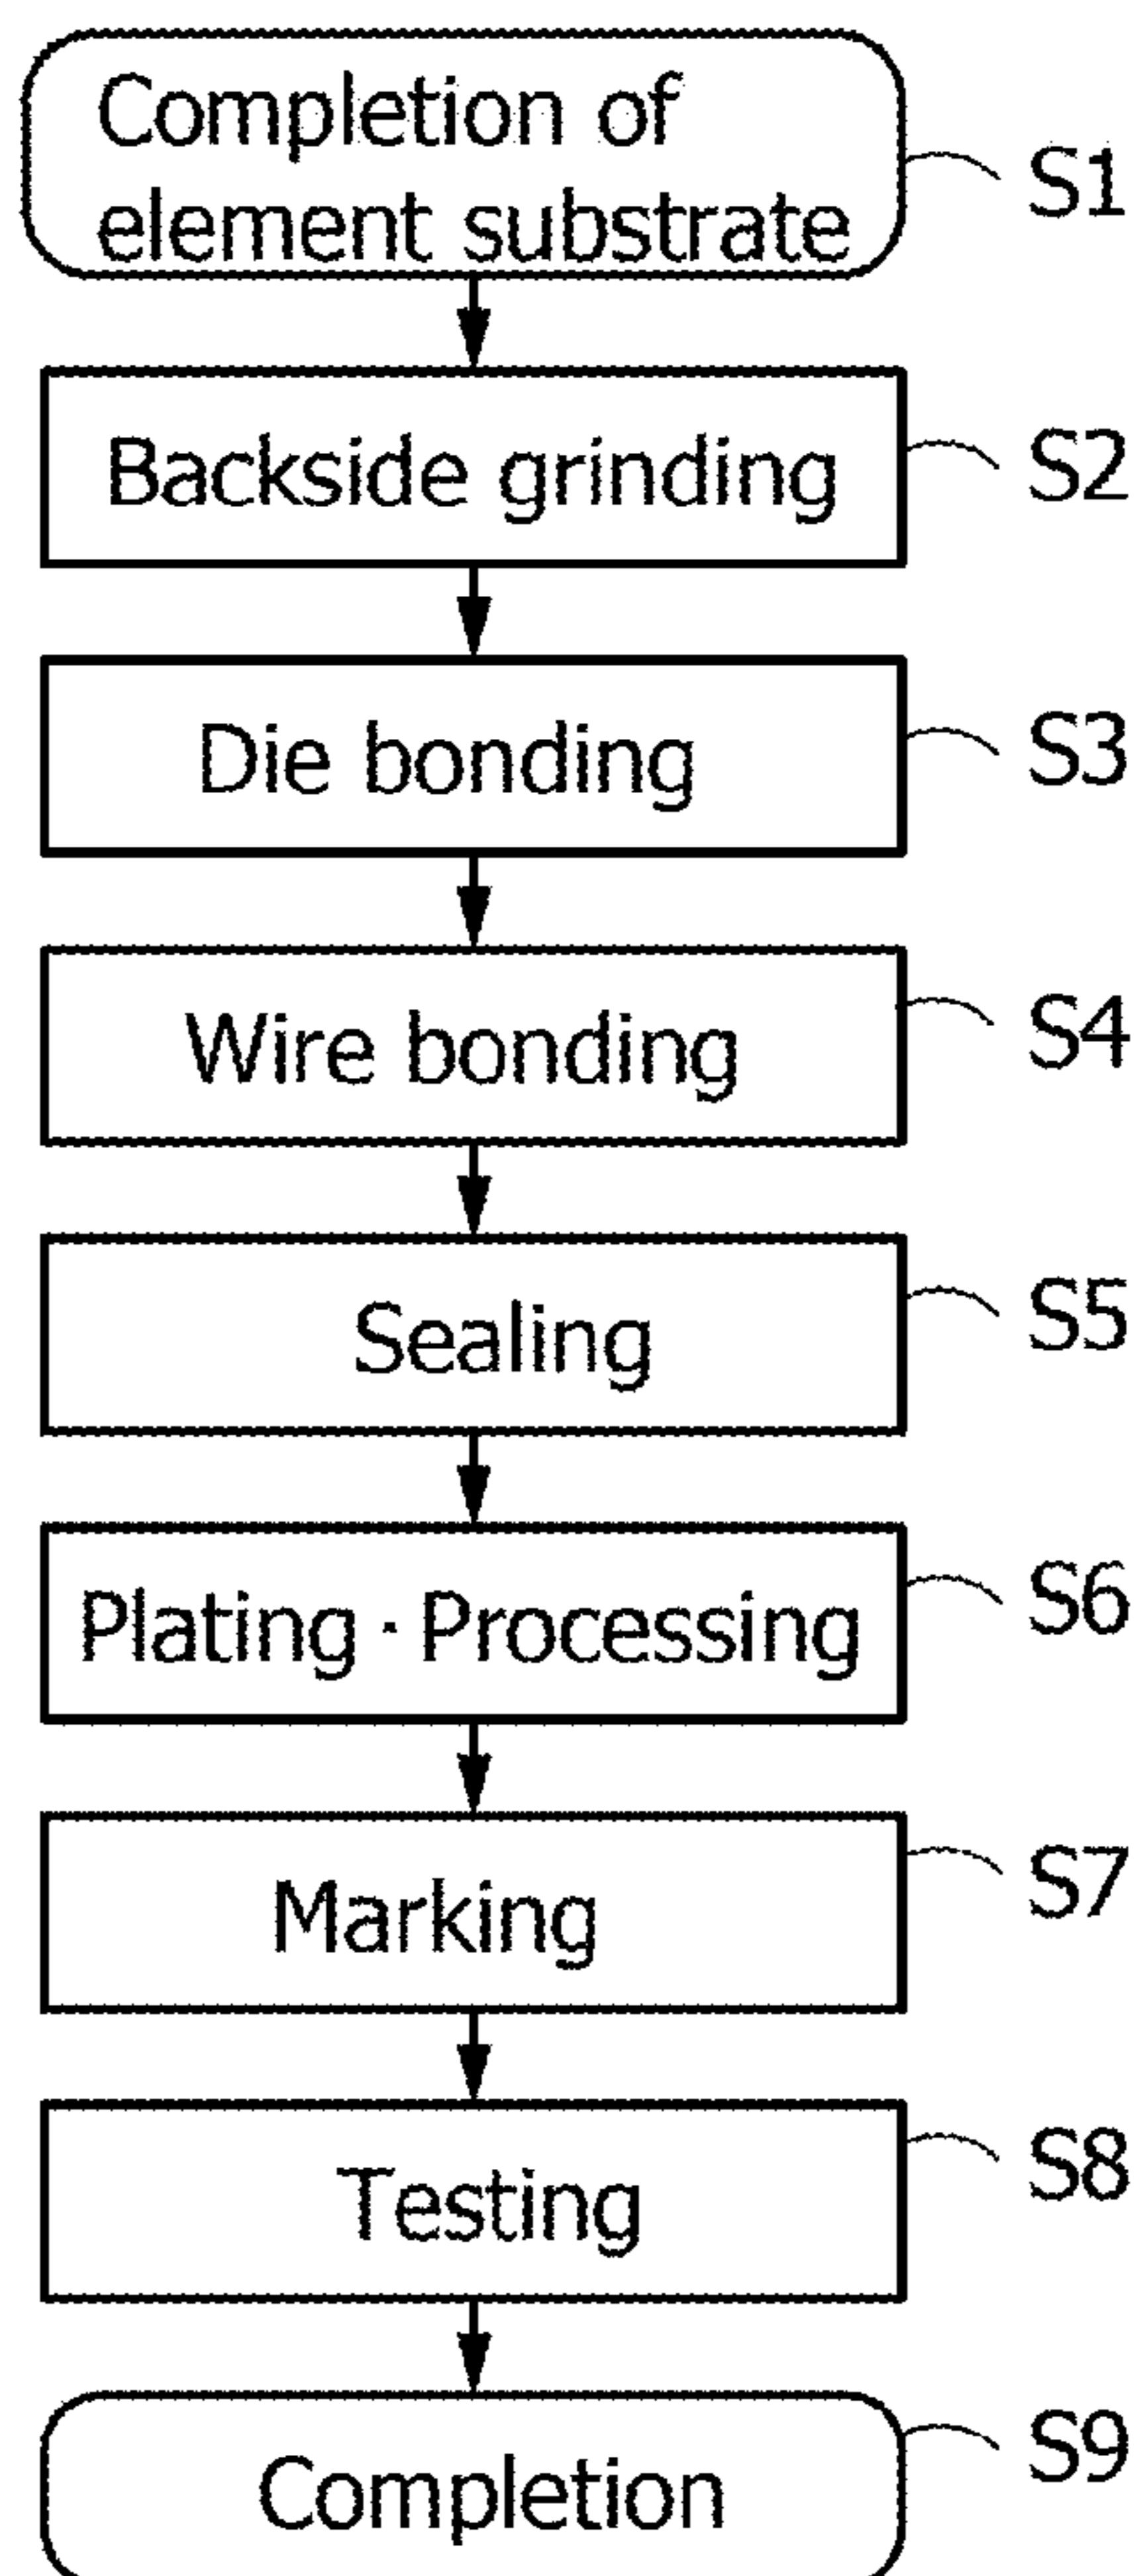 Completion of
element substrate
S1
Backside grinding
S2
Die bonding
S3
Wire bonding
S4
Sealing
S5
Plating · Processing
S6
Marking
S7
Testing
S8
Completion
S9